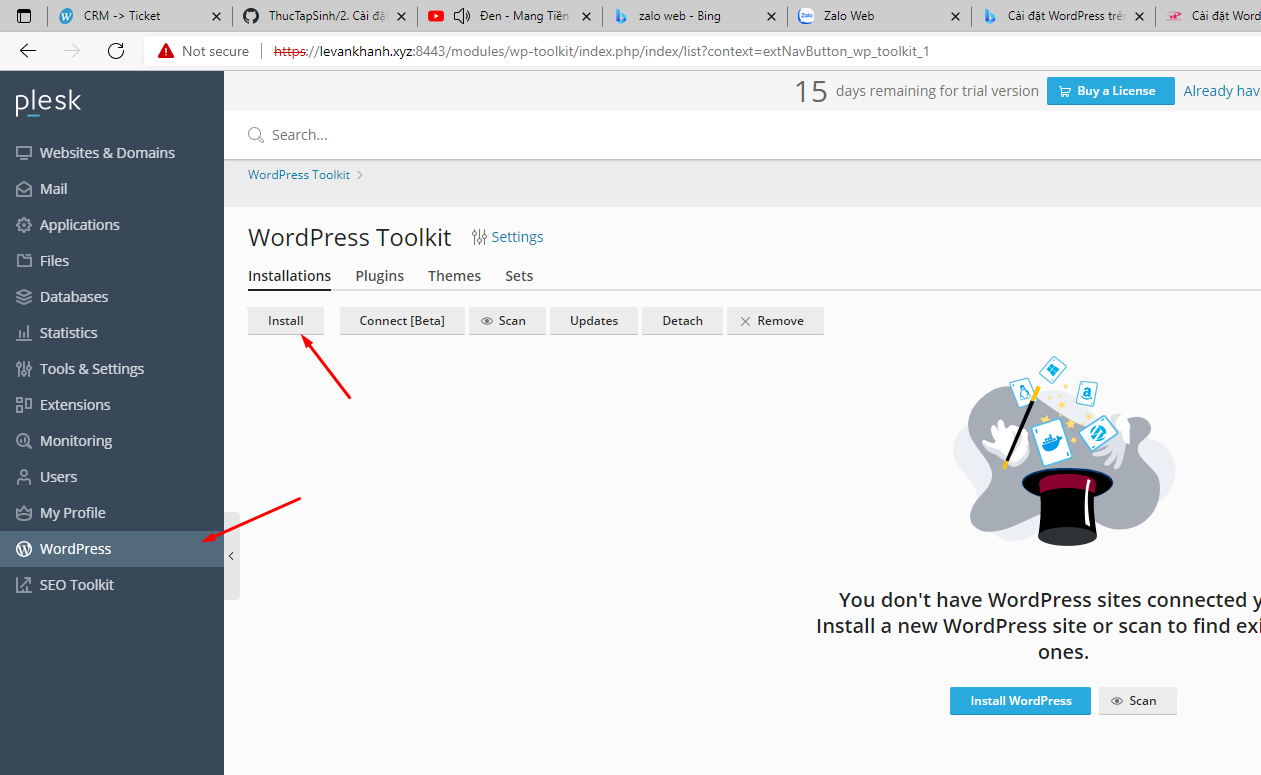 CRM -> Ticket
ThucTapSinh/2. Cài đặ
Đen - Mang Tiền
zalo web - Bing
Zalo Zalo Web
Cài đặt WordPress trê
Cài đặt Word
Not secure https://levankhanh.xyz:8443/modules/wp-toolkit/index.php/index/list?context=extNavButton_wp_toolkit_1
plesk
15 days remaining for trial version Buy a License Already hav
Search...
WordPress Toolkit >
Websites & Domains
Mail
Applications
Files
Databases
Statistics
Tools & Settings
Extensions
Monitoring
Users
My Profile
WordPress
SEO Toolkit
WordPress Toolkit Settings
Installations Plugins Themes Sets
Install Connect [Beta] Scan Updates Detach Remove
You don't have WordPress sites connected y
Install a new WordPress site or scan to find exi
ones.
Install WordPress Scan